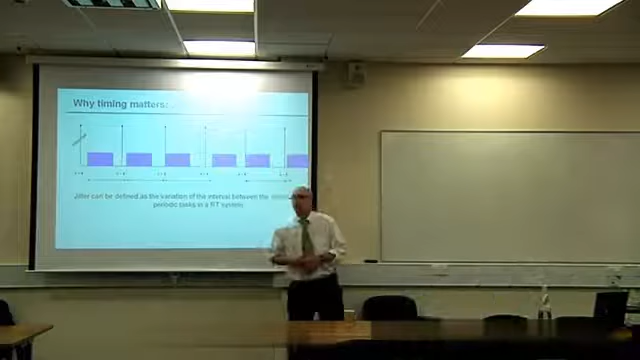 Why timing matters:
Jitter can be defined as the variation of the interval between the
periodic tasks in a RT system